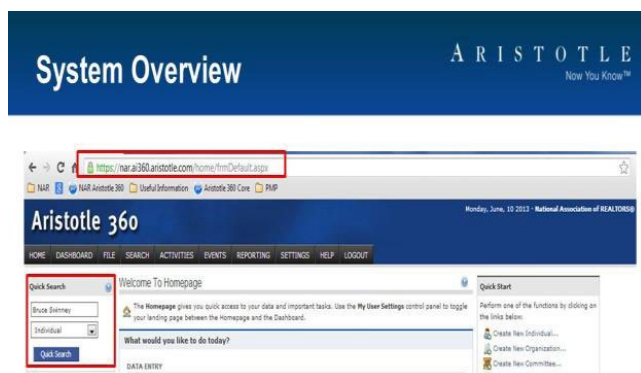 System Overview
ARISTOTLE
Now You Know™
https://nar.ai360.aristotle.com/home/frmDefault.aspx
NAR NAR Aristotle 360 Useful Information Aristotle 360 Core PMP
Monday, June, 10 2013 - National Association of REALTORS®
Aristotle 360
HOME DASHBOARD FILE SEARCH ACTIVITIES EVENTS REPORTING SETTINGS HELP LOGOUT
Quick Search
Bruce Swinney
Individual
Quick Search
Welcome To Homepage
The Homepage gives you quick access to your data and important tasks. Use the My User Settings control panel to toggle
your landing page between the Homepage and the Dashboard.
What would you like to do today?
DATA ENTRY
Quick Start
Perform one of the functions by clicking on
the links below:
Create New Individual...
Create New Organization...
Create New Committee...